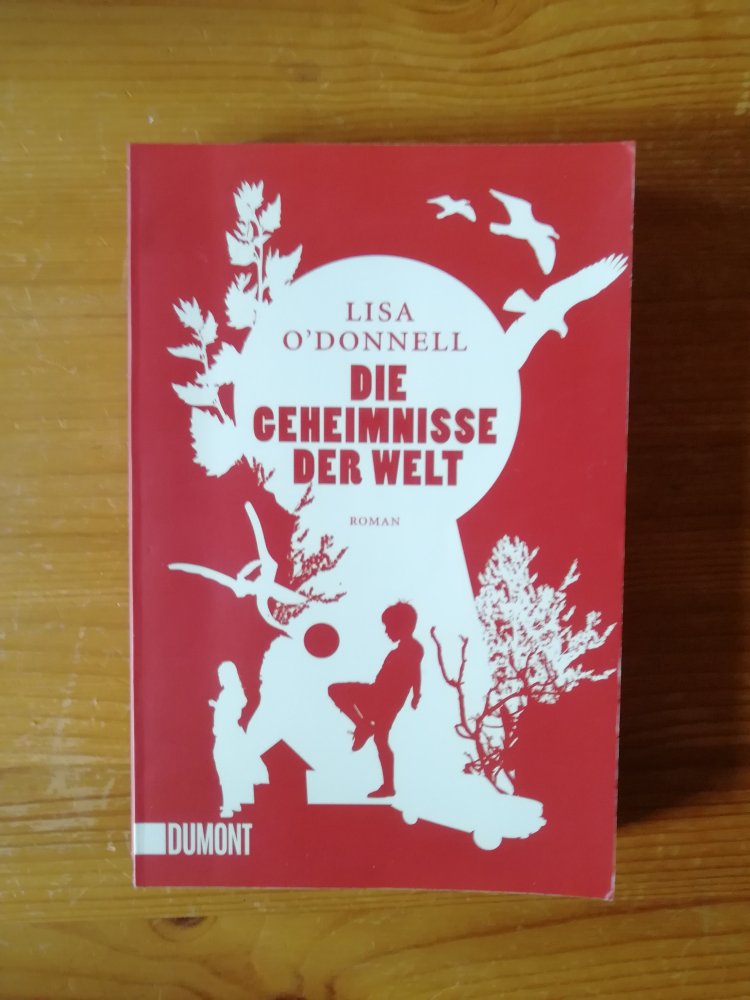 LISA
O'DONNELL
DIE
GEHEIMNISSE
DER WELT
ROMAN
DUMONT